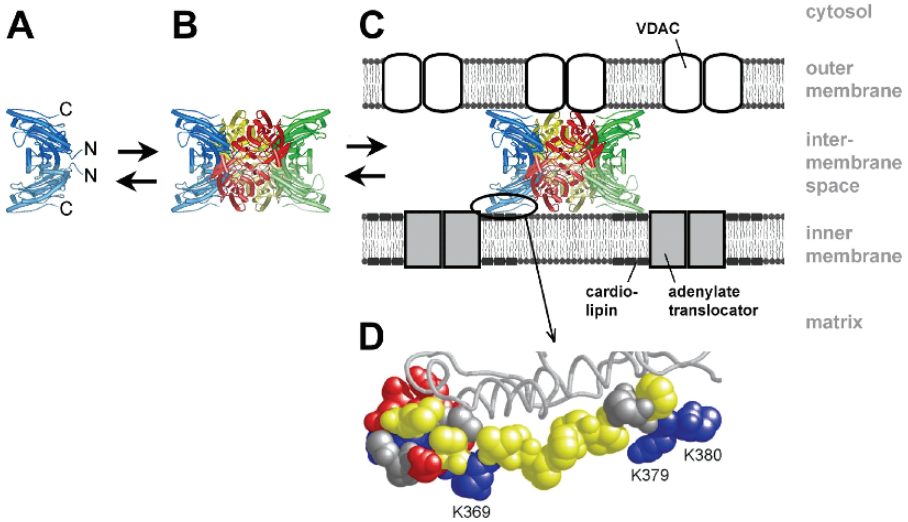 A
B
C
VDAC
cytosol
outer
membrane
C
N
N
C
inter-
membrane
space
inner
membrane
cardio-
lipin
adenylate
translocator
matrix
D
K369
K379
K380